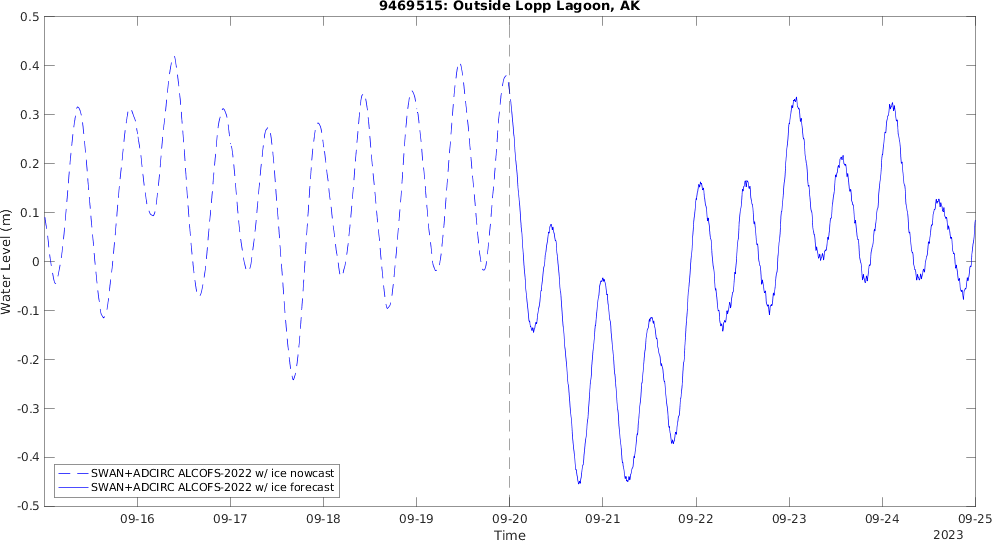 9469515: Outside Lopp Lagoon, AK
0.5
0.4
0.3
0.2
0.1
0
-0.1
-0.2
-0.3
-0.4
-0.5
Water Level (m)
SWAN+ADCIRC ALCOFS-2022 w/ ice nowcast
SWAN+ADCIRC ALCOFS-2022 w/ ice forecast
09-16 09-17 09-18 09-19 09-20 09-21 09-22 09-23 09-24 09-25
Time
2023